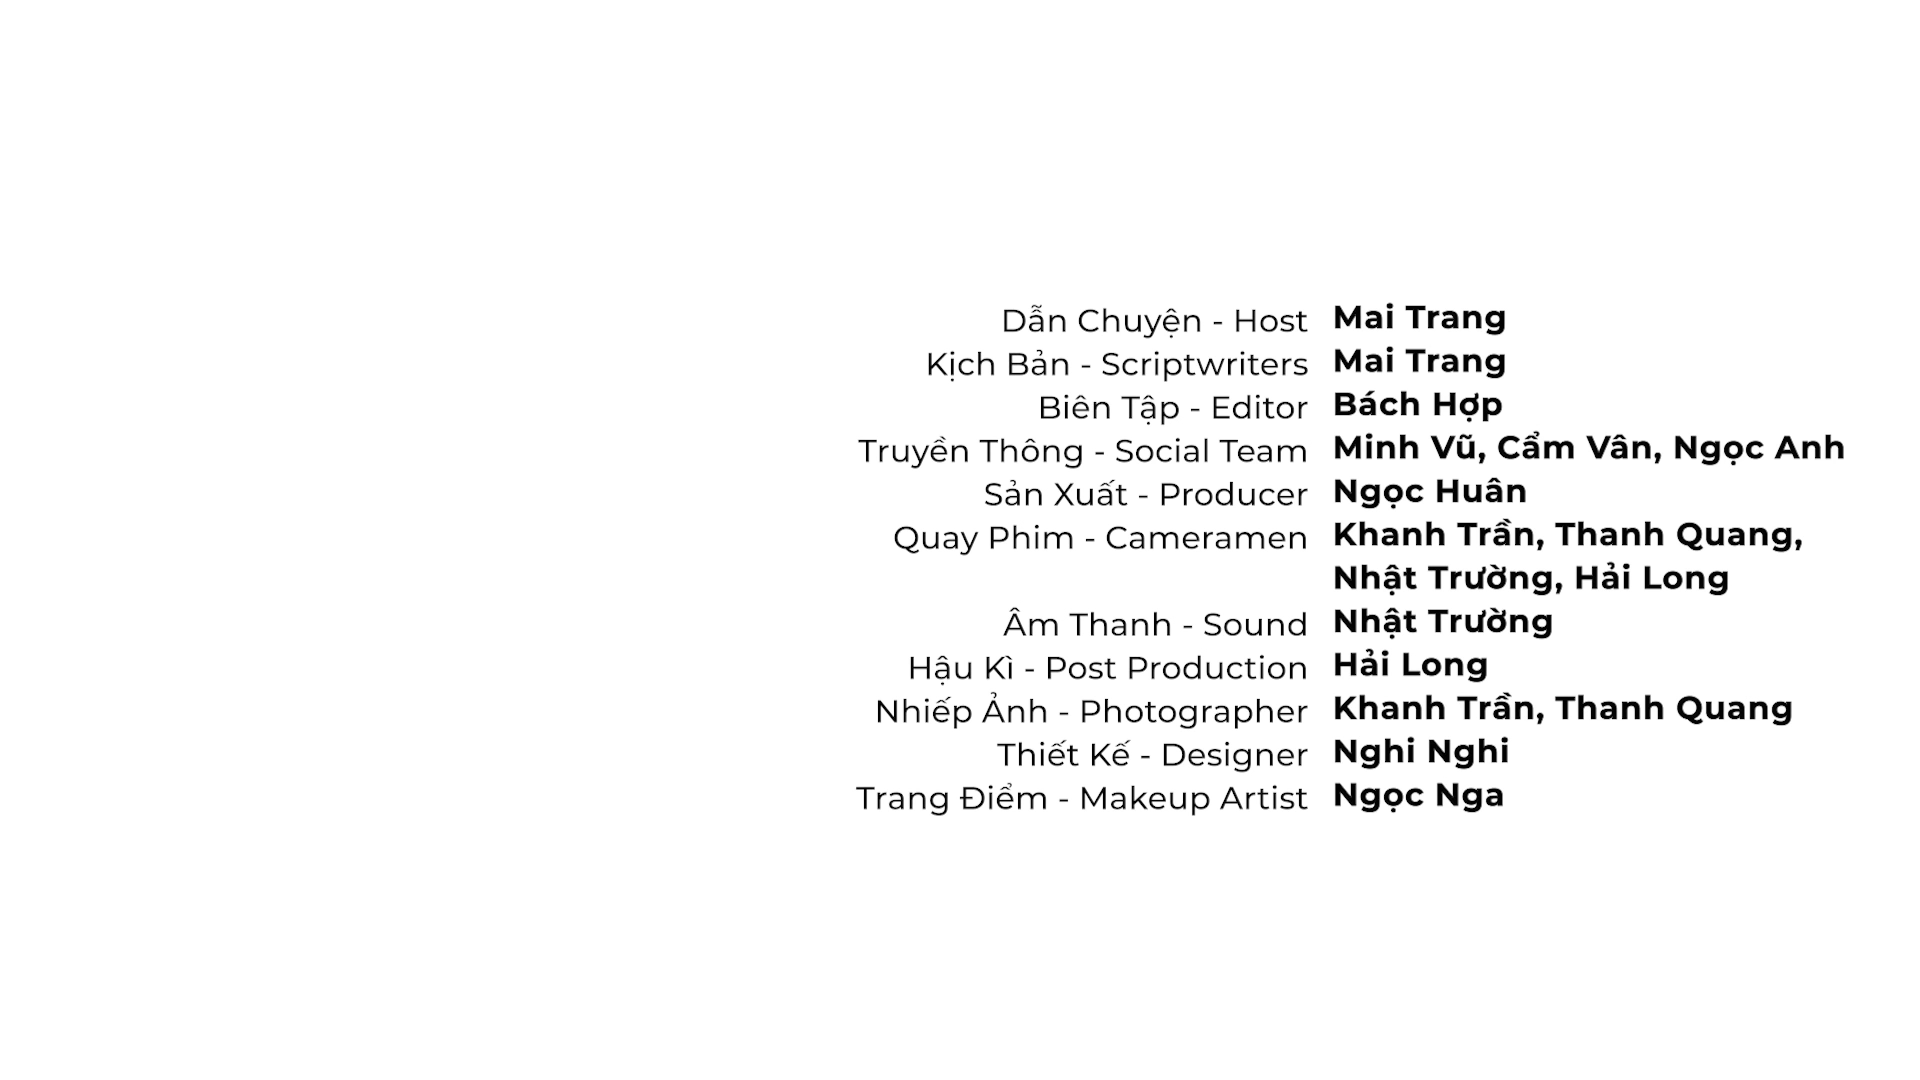 Dẫn Chuyện - Host Mai Trang
Kịch Bản - Scriptwriters Mai Trang
Biên Tập - Editor Bách Hợp
Truyền Thông - Social Team Minh Vũ, Cẩm Vân, Ngọc Anh
Sản Xuất - Producer Ngọc Huân
Quay Phim - Cameramen Khanh Trần, Thanh Quang,
Nhật Trường, Hải Long
Âm Thanh - Sound Nhật Trường
Hậu Kì - Post Production Hải Long
Nhiếp Ảnh - Photographer Khanh Trần, Thanh Quang
Thiết Kế - Designer Nghi Nghi
Trang Điểm - Makeup Artist Ngọc Nga